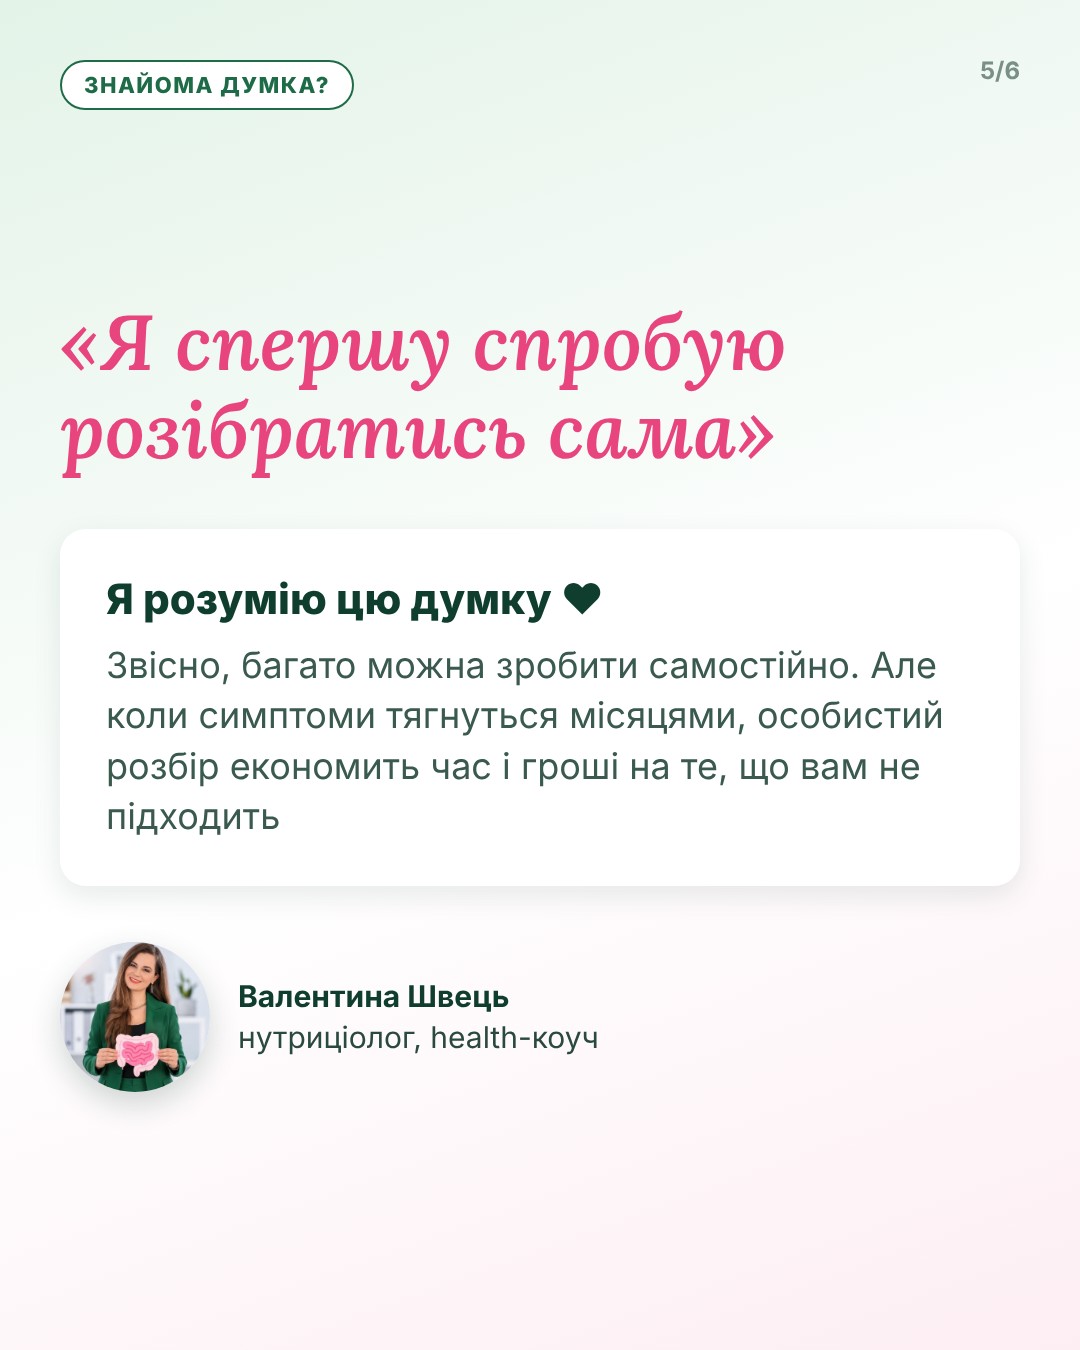 ЗНАЙОМА ДУМКА?
5/6
«Я спершу спробую
розібратись сама»
Я розумію цю думку ♥
Звісно, багато можна зробити самостійно. Але
коли симптоми тягнуться місяцями, особистий
розбір економить час і гроші на те, що вам не
підходить
Валентина Швець
нутриціолог, health-коуч